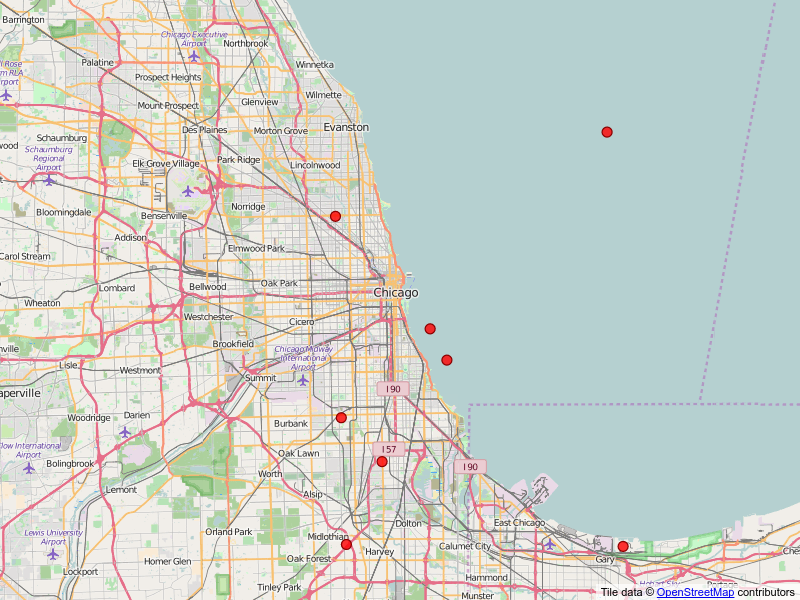 Barrington
Chicago Executive
Airport
Northbrook
Palatine
Winnetka
Prospect Heights
Wilmette
Glenview
Mount Prospect
Evanston
Des Plaines
Morton Grove
Schaumburg
Schaumburg
Regional
Airport
Elk Grove Village
Park Ridge
Lincolnwood
Bloomingdale
Bensenville
Norridge
Addison
Elmwood Park
Carol Stream
Lombard
Bellwood
Oak Park
Chicago
Wheaton
Westchester
Cicero
Brookfield
Chicago Midway
International
Airport
Lisle
Westmont
Summit
I 90
Woodridge
Darien
Burbank
Bolingbrook
Oak Lawn
I 57
Worth
I 90
Lemont
Alsip
Lewis University
Airport
Orland Park
Midlothian
Dolton
East Chicago
Harvey
Calumet City
Oak Forest
Gary
Homer Glen
Lockport
Hammond
Tinley Park
Munster
Tile data © OpenStreetMap contributors